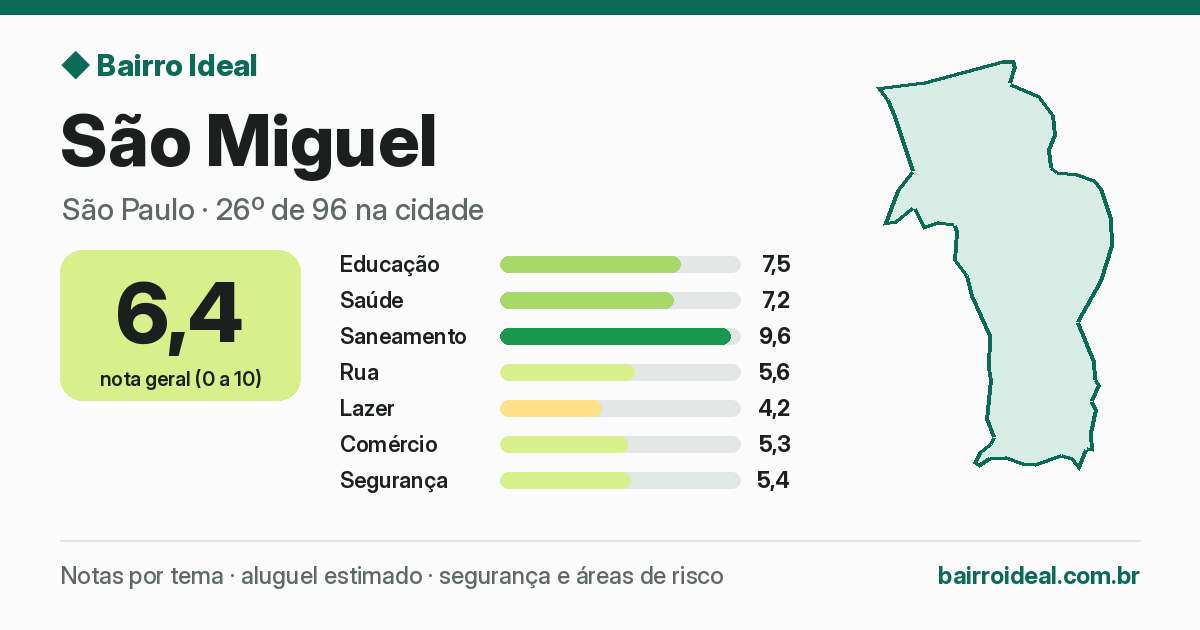 Bairro Ideal
São Miguel
São Paulo · 26º de 96 na cidade
6,4
nota geral (0 a 10)
Educação 7,5
Saúde 7,2
Saneamento 9,6
Rua 5,6
Lazer 4,2
Comércio 5,3
Segurança 5,4
Notas por tema · aluguel estimado · segurança e áreas de risco
bairroideal.com.br